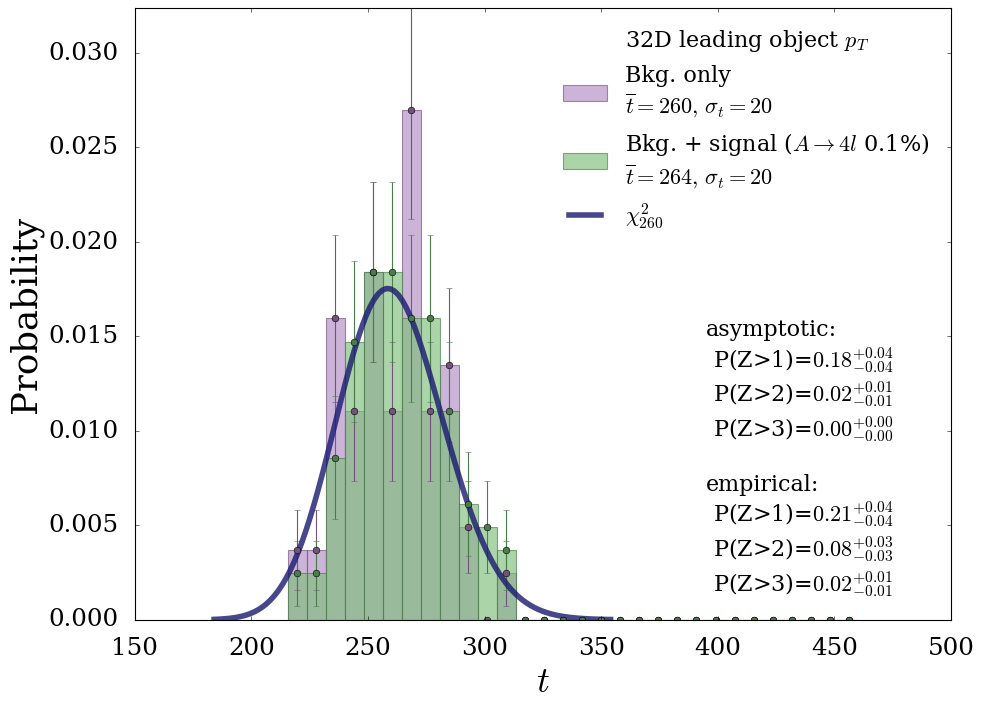 32D leading object $p_T$
Bkg. only
$\overline{t} = 260$, $\sigma_t = 20$
Bkg. + signal ($A \rightarrow 4l$ 0.1%)
$\overline{t} = 264$, $\sigma_t = 20$
$\chi^2_{260}$
asymptotic:
P(Z>1)=$0.18^{+0.04}_{-0.04}$
P(Z>2)=$0.02^{+0.01}_{-0.01}$
P(Z>3)=$0.00^{+0.00}_{-0.00}$
empirical:
P(Z>1)=$0.21^{+0.04}_{-0.04}$
P(Z>2)=$0.08^{+0.03}_{-0.03}$
P(Z>3)=$0.02^{+0.01}_{-0.01}$
Probability
0.030
0.025
0.020
0.015
0.010
0.005
0.000
150 200 250 300 350 400 450 500
$t$